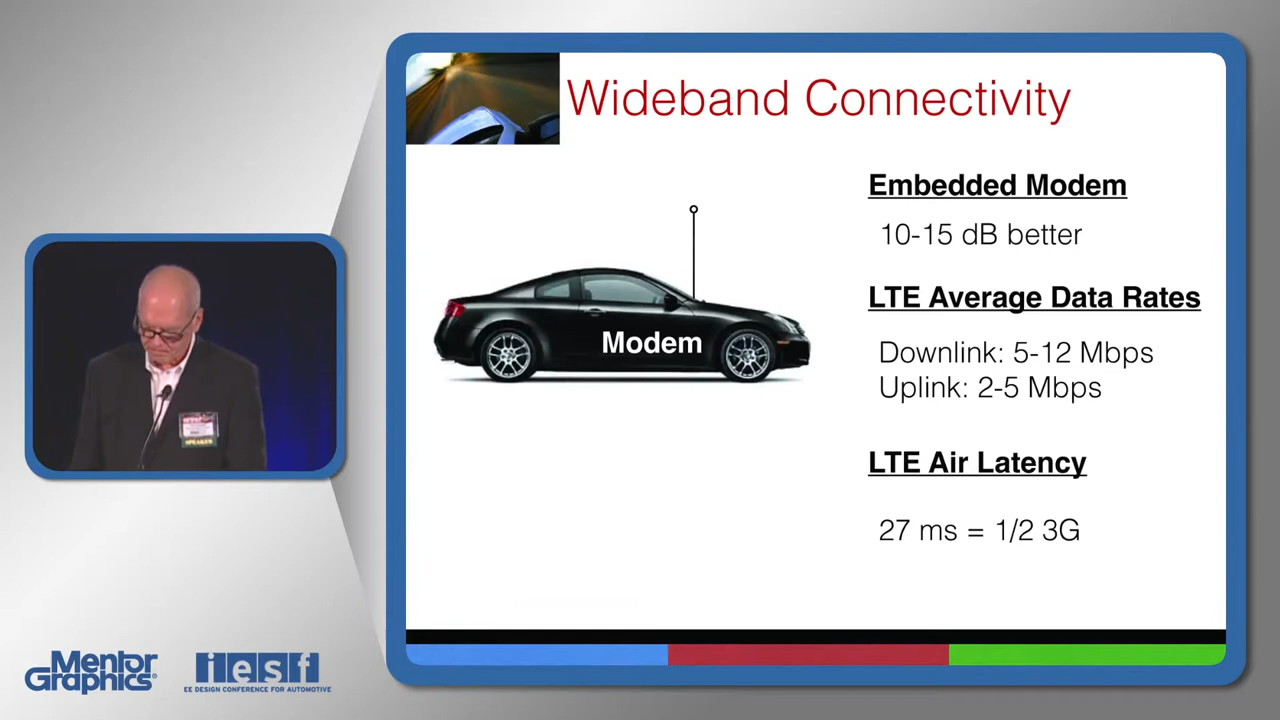 Wideband Connectivity
Embedded Modem
10-15 dB better
LTE Average Data Rates
Modem
Downlink: 5-12 Mbps
Uplink: 2-5 Mbps
LTE Air Latency
27 ms = 1/2 3G
SPEAKER
Mentor
Graphics®
iesf
EE DESIGN CONFERENCE FOR AUTOMOTIVE